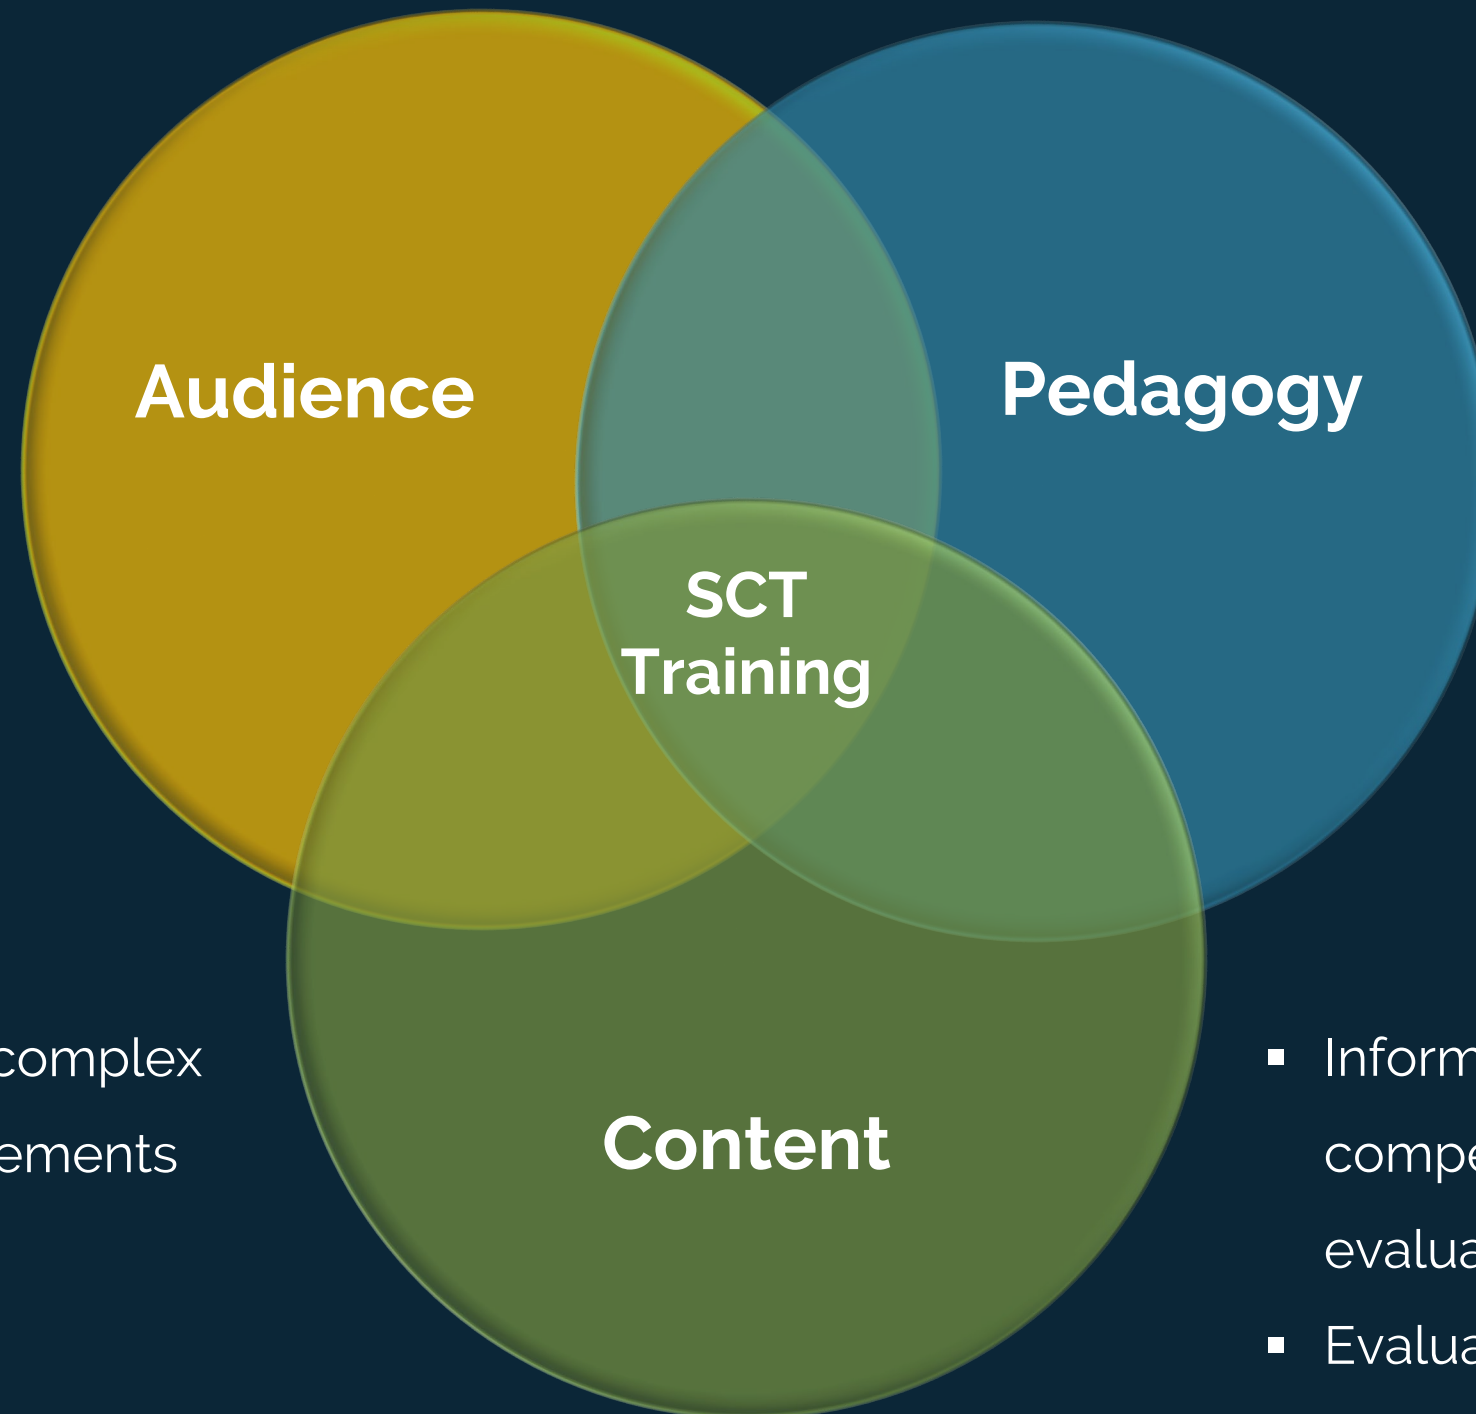 Audience
Pedagogy
SCT
Training
complex
ements
Content
▪ Inform
compe
evalua
▪ Evalua